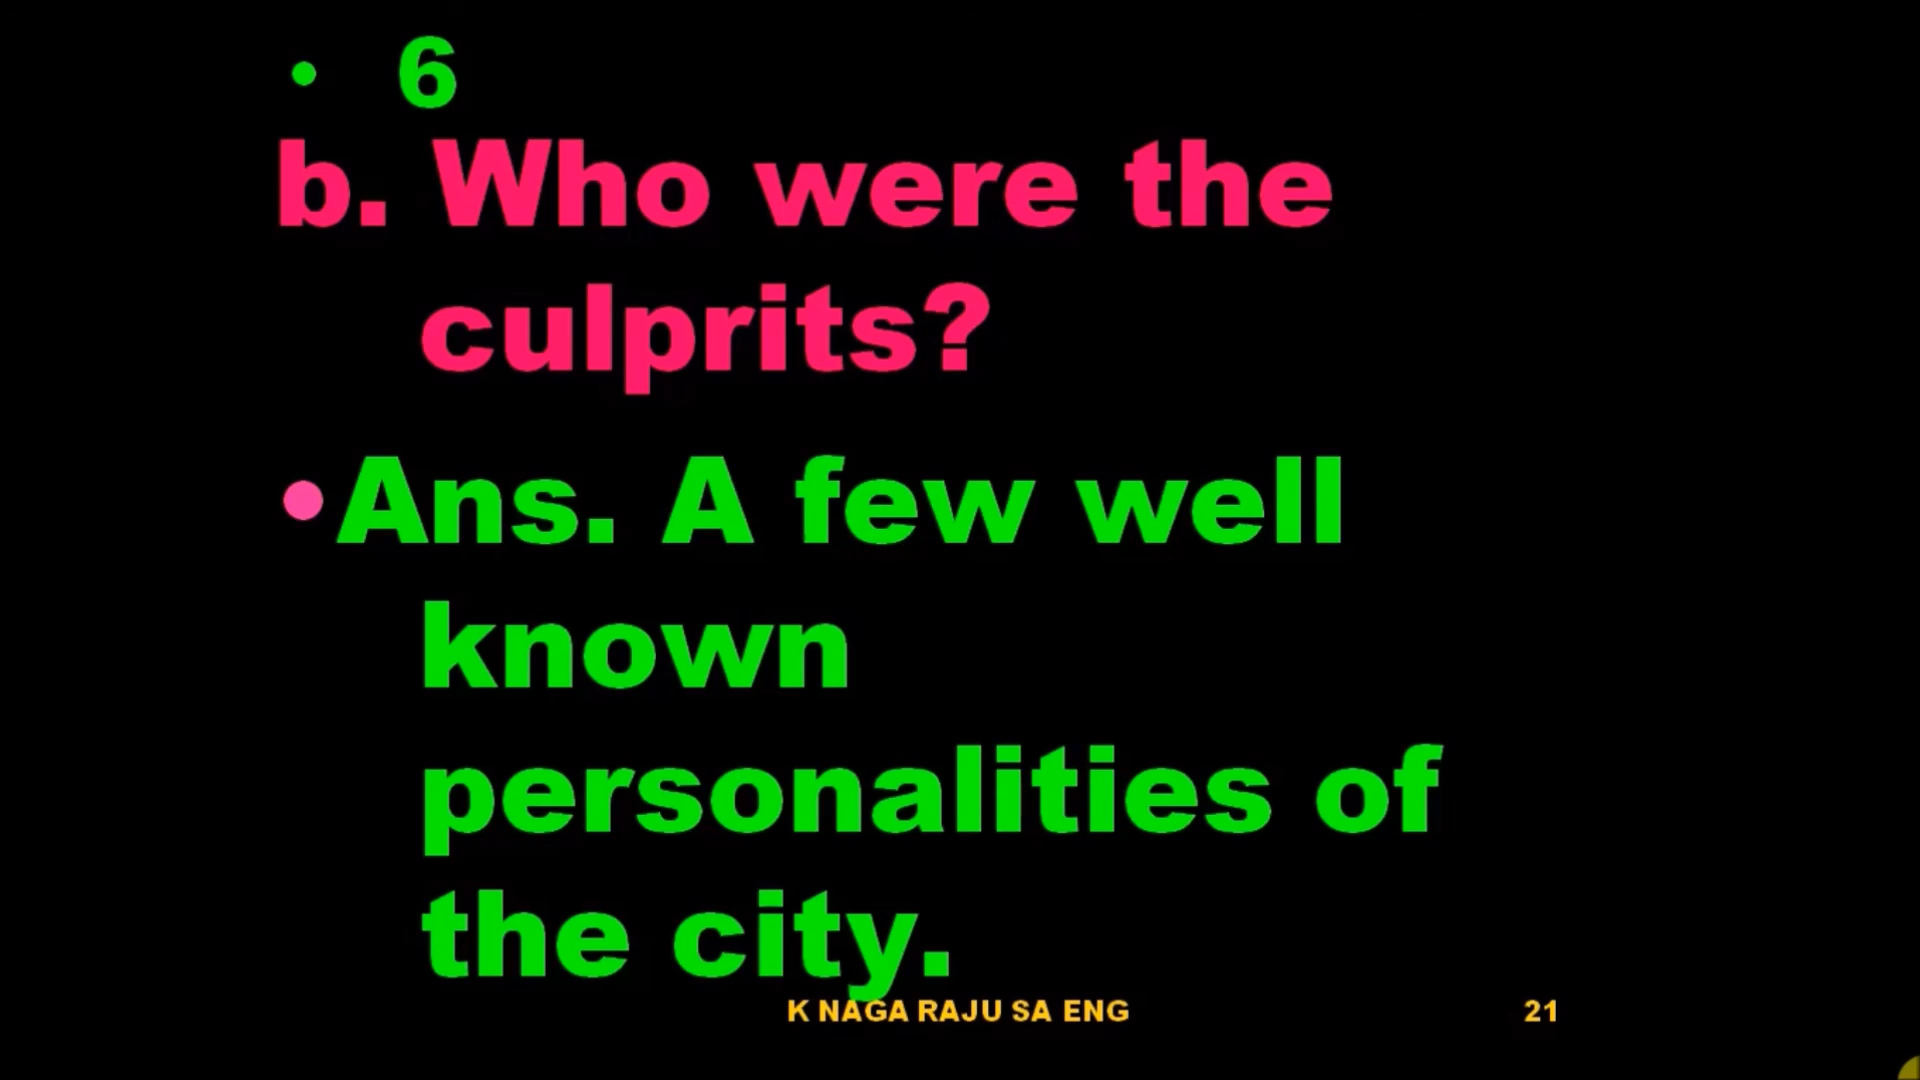 • 6
b. Who were the
culprits?
•Ans. A few well
known
personalities of
the city.
K NAGA RAJU SA ENG
21